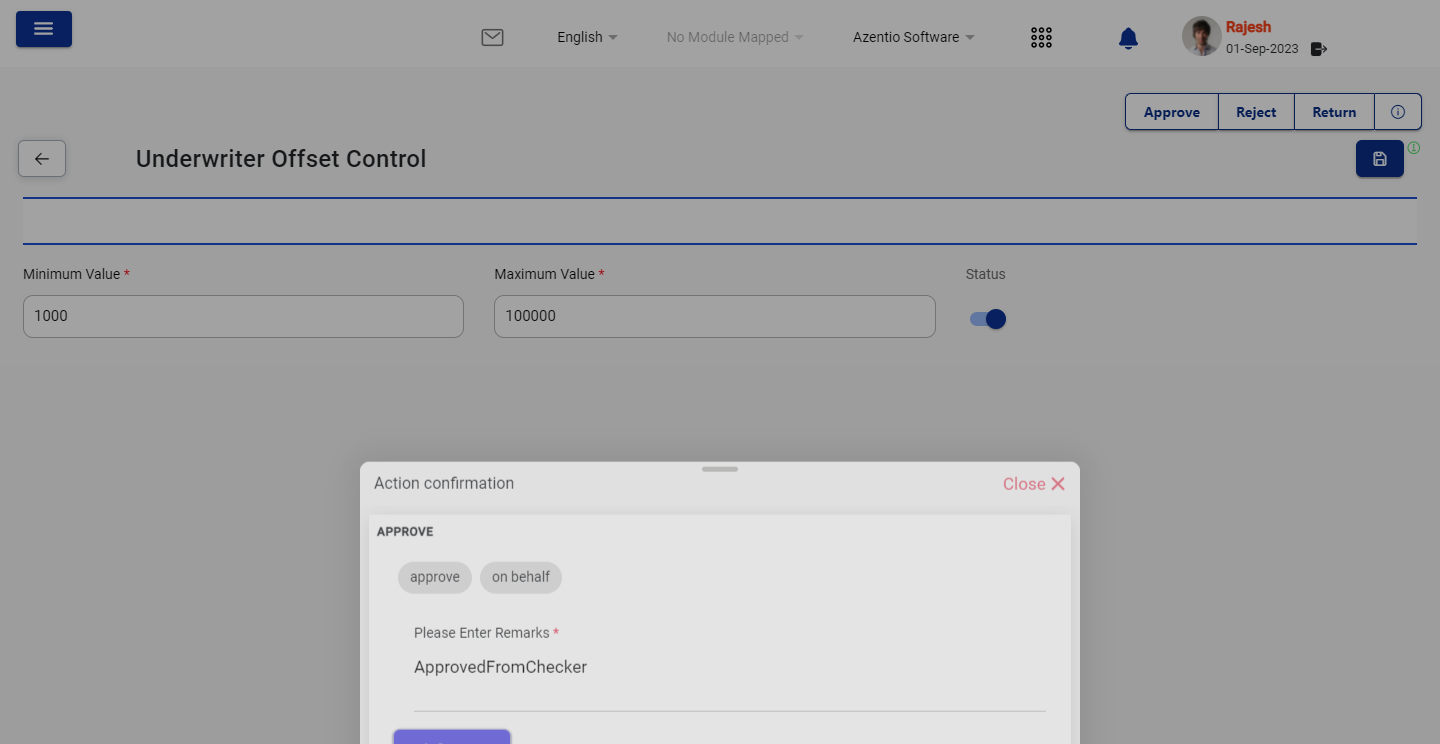 English
No Module Mapped
Azentio Software
Rajesh
01-Sep-2023
Approve
Reject
Return
Underwriter Offset Control
Minimum Value *
Maximum Value *
Status
1000
100000
Action confirmation
Close
APPROVE
approve
on behalf
Please Enter Remarks *
ApprovedFromChecker